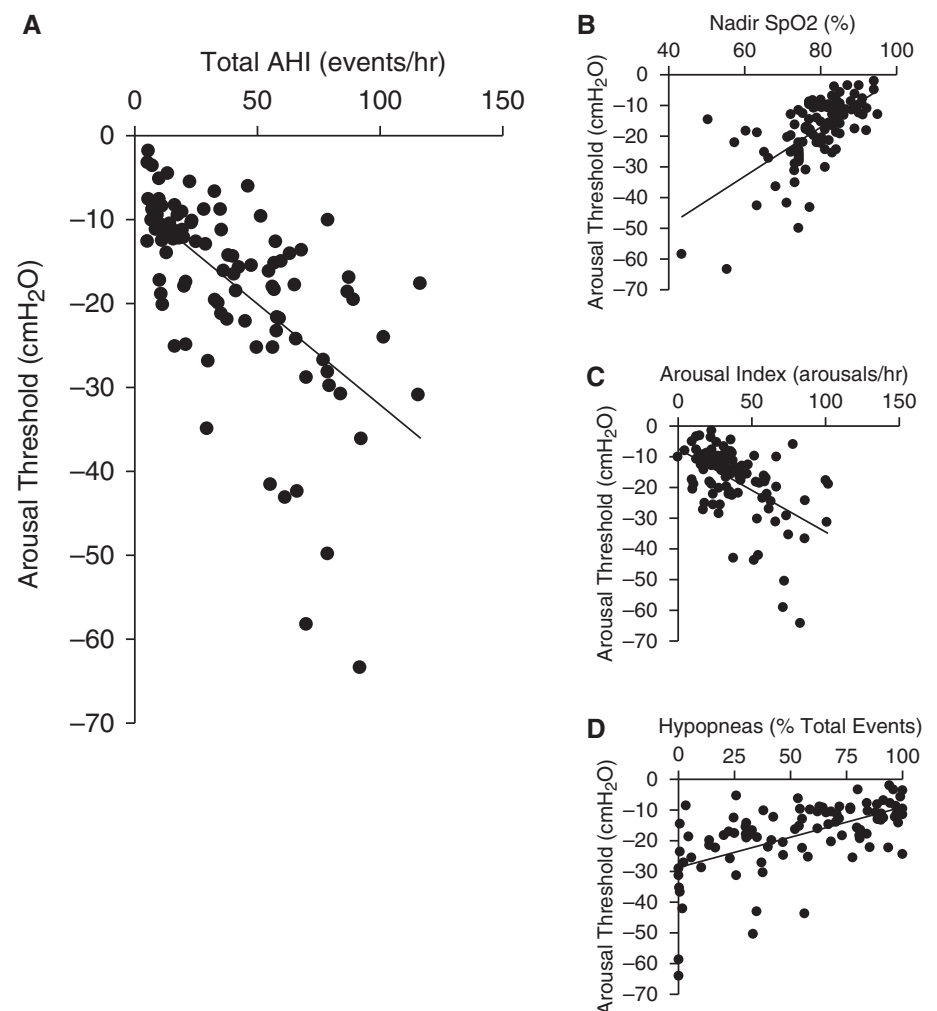 A
Total AHI (events/hr)
0 50 100 150
Arousal Threshold (cmH2O)
0
–10
–20
–30
–40
–50
–60
–70
B
Nadir SpO2 (%)
40 60 80 100
Arousal Threshold (cmH2O)
0
–10
–20
–30
–40
–50
–60
–70
C
Arousal Index (arousals/hr)
0 50 100 150
Arousal Threshold (cmH2O)
0
–10
–20
–30
–40
–50
–60
–70
D
Hypopneas (% Total Events)
0 25 50 75 100
Arousal Threshold (cmH2O)
0
–10
–20
–30
–40
–50
–60
–70